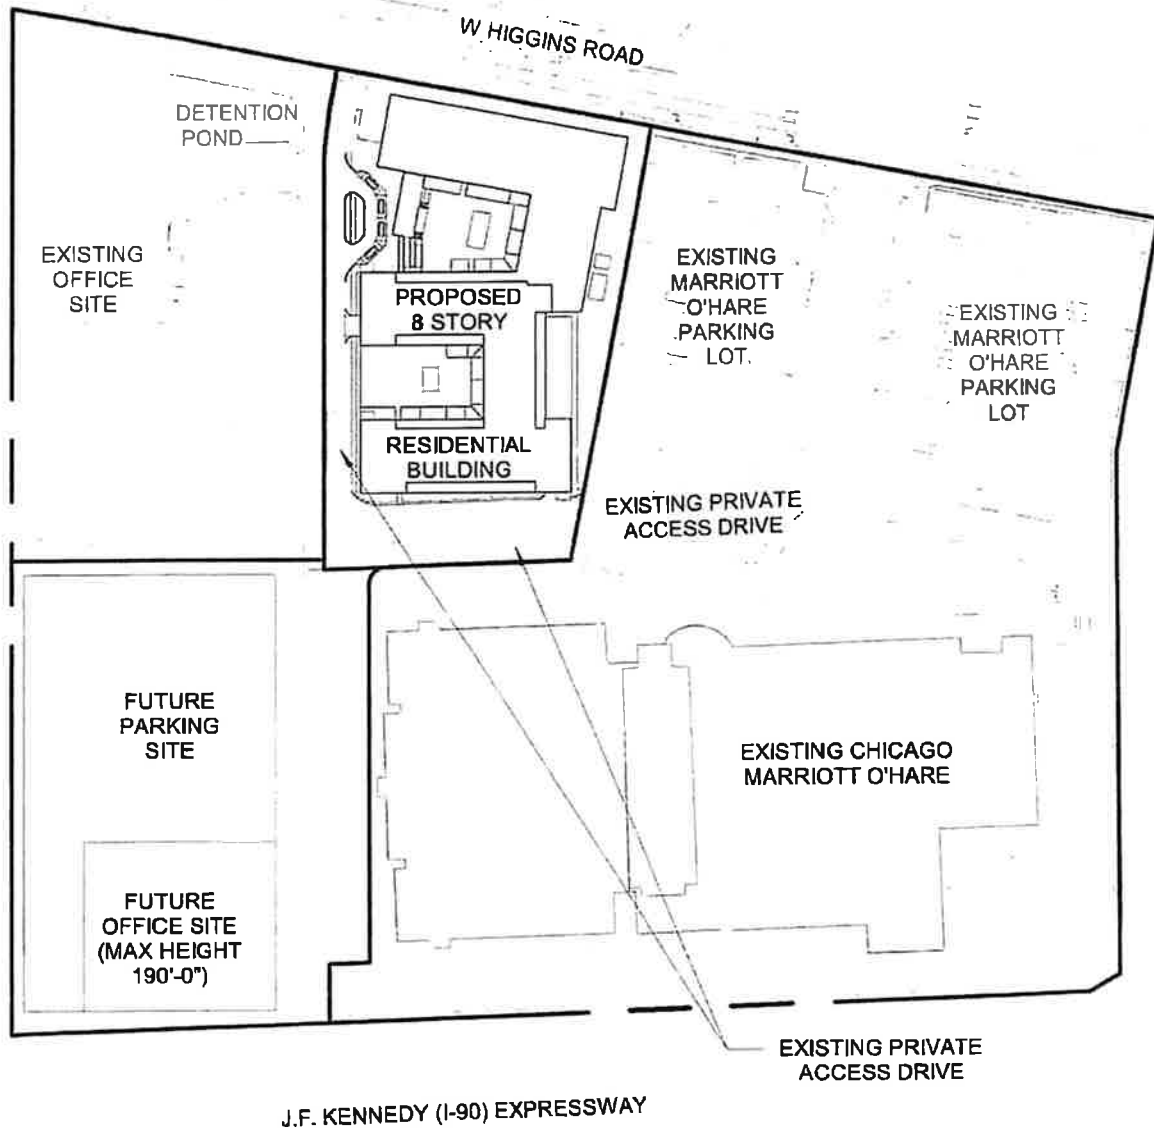 W HIGGINS ROAD
DETENTION
POND
EXISTING
OFFICE
SITE
PROPOSED
8 STORY
RESIDENTIAL
BUILDING
EXISTING
MARRIOTT
O'HARE
PARKING
LOT
EXISTING
MARRIOTT
O'HARE
PARKING
LOT
EXISTING PRIVATE
ACCESS DRIVE
FUTURE
PARKING
SITE
EXISTING CHICAGO
MARRIOTT O'HARE
FUTURE
OFFICE SITE
(MAX HEIGHT
190'-0")
EXISTING PRIVATE
ACCESS DRIVE
J.F. KENNEDY (I-90) EXPRESSWAY